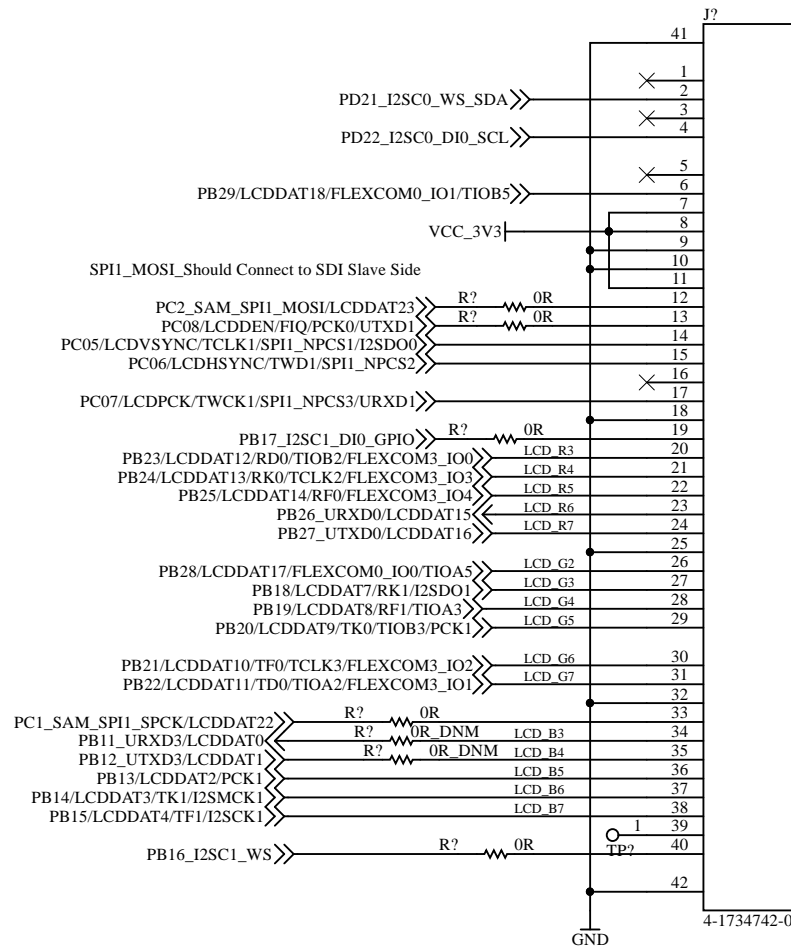 J?
41
1
PD21_I2SC0_WS_SDA 2
3
PD22_I2SC0_DI0_SCL 4
5
PB29/LCDDAT18/FLEXCOM0_IO1/TIOB5 6
7
VCC_3V3 8
9
SPI1_MOSI_Should Connect to SDI Slave Side 10
11
PC2_SAM_SPI1_MOSI/LCDDAT23 R? 0R 12
PC08/LCDDEN/FIQ/PCK0/UTXD1 R? 0R 13
PC05/LCDVSYNC/TCLK1/SPI1_NPCS1/I2SDO0 14
PC06/LCDHSYNC/TWD1/SPI1_NPCS2 15
16
PC07/LCDPCK/TWCK1/SPI1_NPCS3/URXD1 17
18
PB17_I2SC1_DI0_GPIO R? 0R 19
PB23/LCDDAT12/RD0/TIOB2/FLEXCOM3_IO0 LCD_R3 20
PB24/LCDDAT13/RK0/TCLK2/FLEXCOM3_IO3 LCD_R4 21
PB25/LCDDAT14/RF0/FLEXCOM3_IO4 LCD_R5 22
PB26_URXD0/LCDDAT15 LCD_R6 23
PB27_UTXD0/LCDDAT16 LCD_R7 24
25
PB28/LCDDAT17/FLEXCOM0_IO0/TIOA5 LCD_G2 26
PB18/LCDDAT7/RK1/I2SDO1 LCD_G3 27
PB19/LCDDAT8/RF1/TIOA3 LCD_G4 28
PB20/LCDDAT9/TK0/TIOB3/PCK1 LCD_G5 29
PB21/LCDDAT10/TF0/TCLK3/FLEXCOM3_IO2 LCD_G6 30
PB22/LCDDAT11/TD0/TIOA2/FLEXCOM3_IO1 LCD_G7 31
32
PC1_SAM_SPI1_SPCK/LCDDAT22 R? 0R 33
PB11_URXD3/LCDDAT0 R? 0R_DNM LCD_B3 34
PB12_UTXD3/LCDDAT1 R? 0R_DNM LCD_B4 35
PB13/LCDDAT2/PCK1 LCD_B5 36
PB14/LCDDAT3/TK1/I2SMCK1 LCD_B6 37
PB15/LCDDAT4/TF1/I2SCK1 LCD_B7 38
1 39
TP?
PB16_I2SC1_WS R? 0R 40
42
4-1734742-0
GND